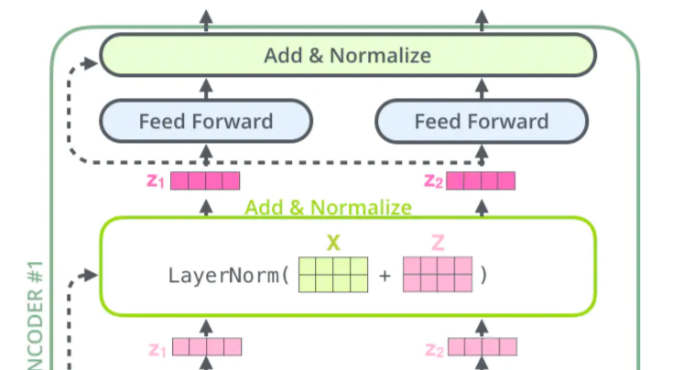 Add & Normalize
Feed Forward
Feed Forward
z1
z2
Add & Normalize
X
Z
LayerNorm( + )
z1
z2
NCODER #1